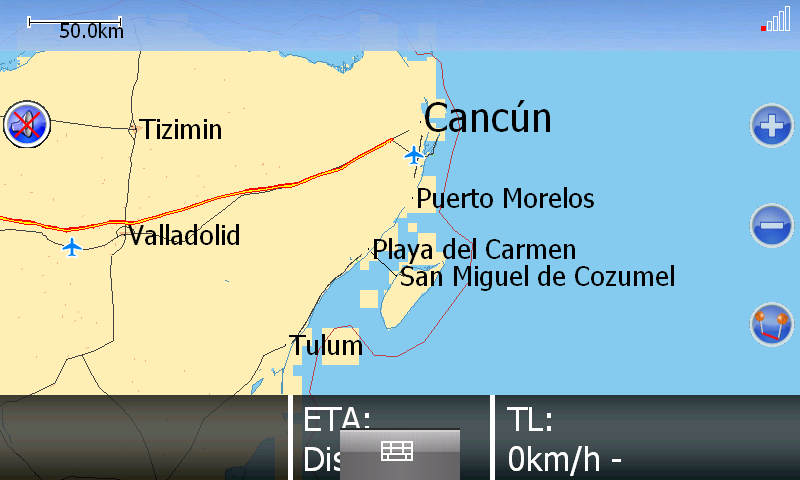 50.0km
Cancún
Tizimin
Puerto Morelos
Valladolid
Playa del Carmen
San Miguel de Cozumel
Tulum
ETA:
TL:
Dis
0km/h -